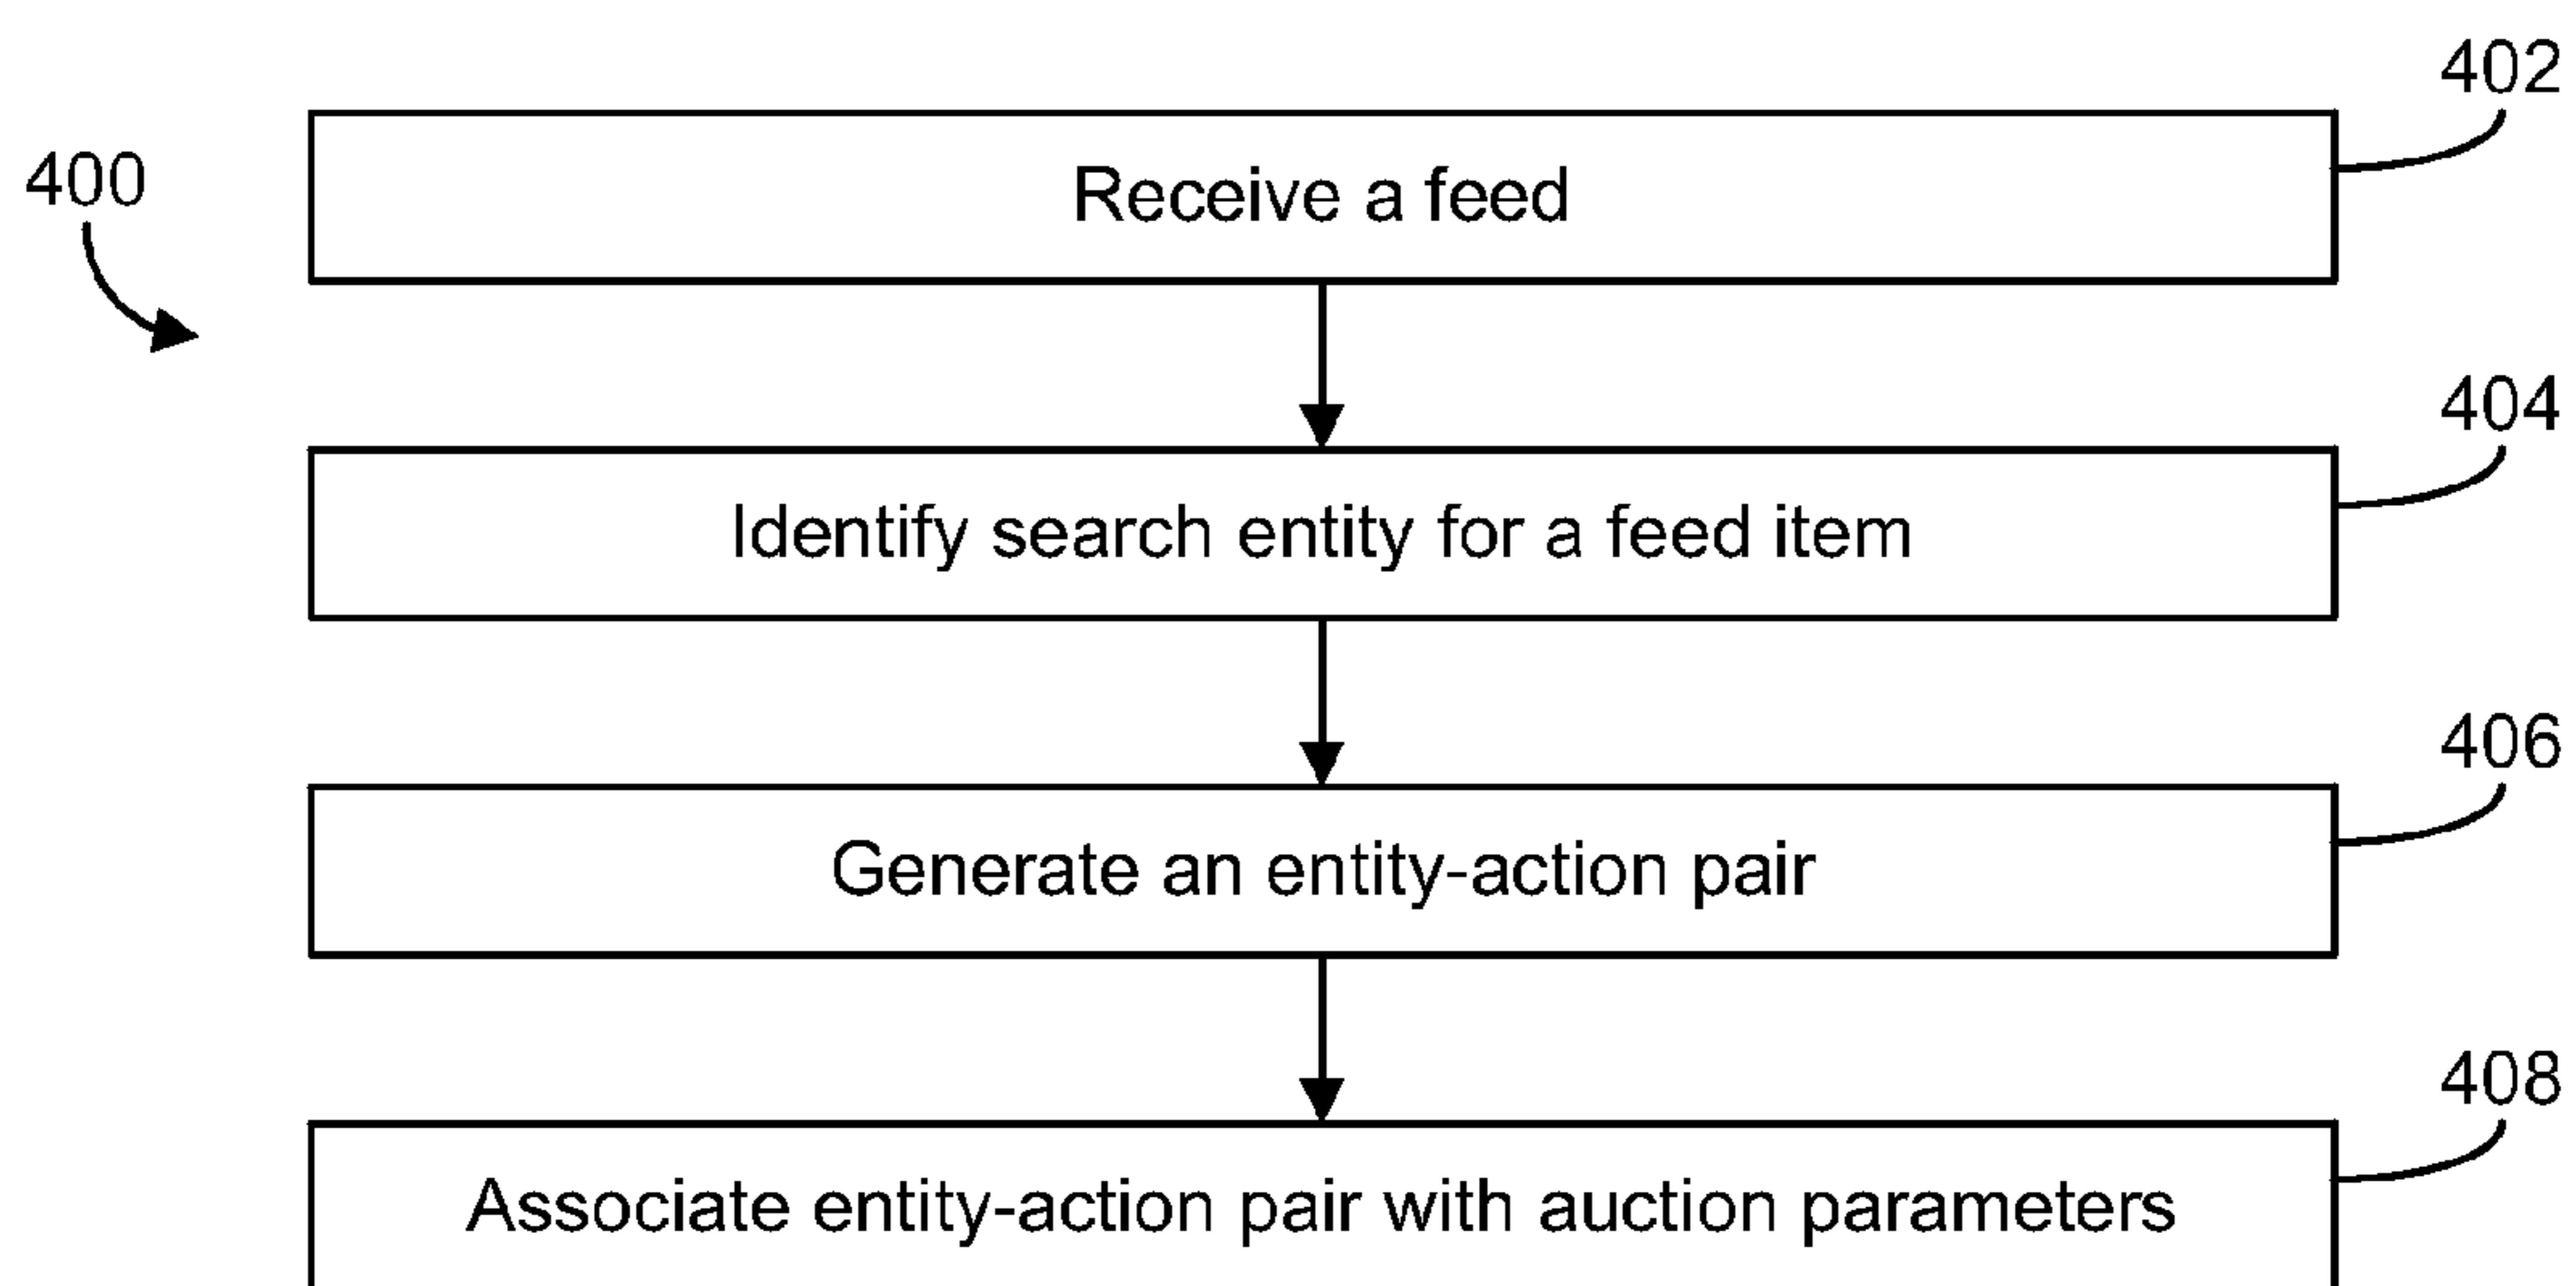 402
400
Receive a feed
404
Identify search entity for a feed item
406
Generate an entity-action pair
408
Associate entity-action pair with auction parameters